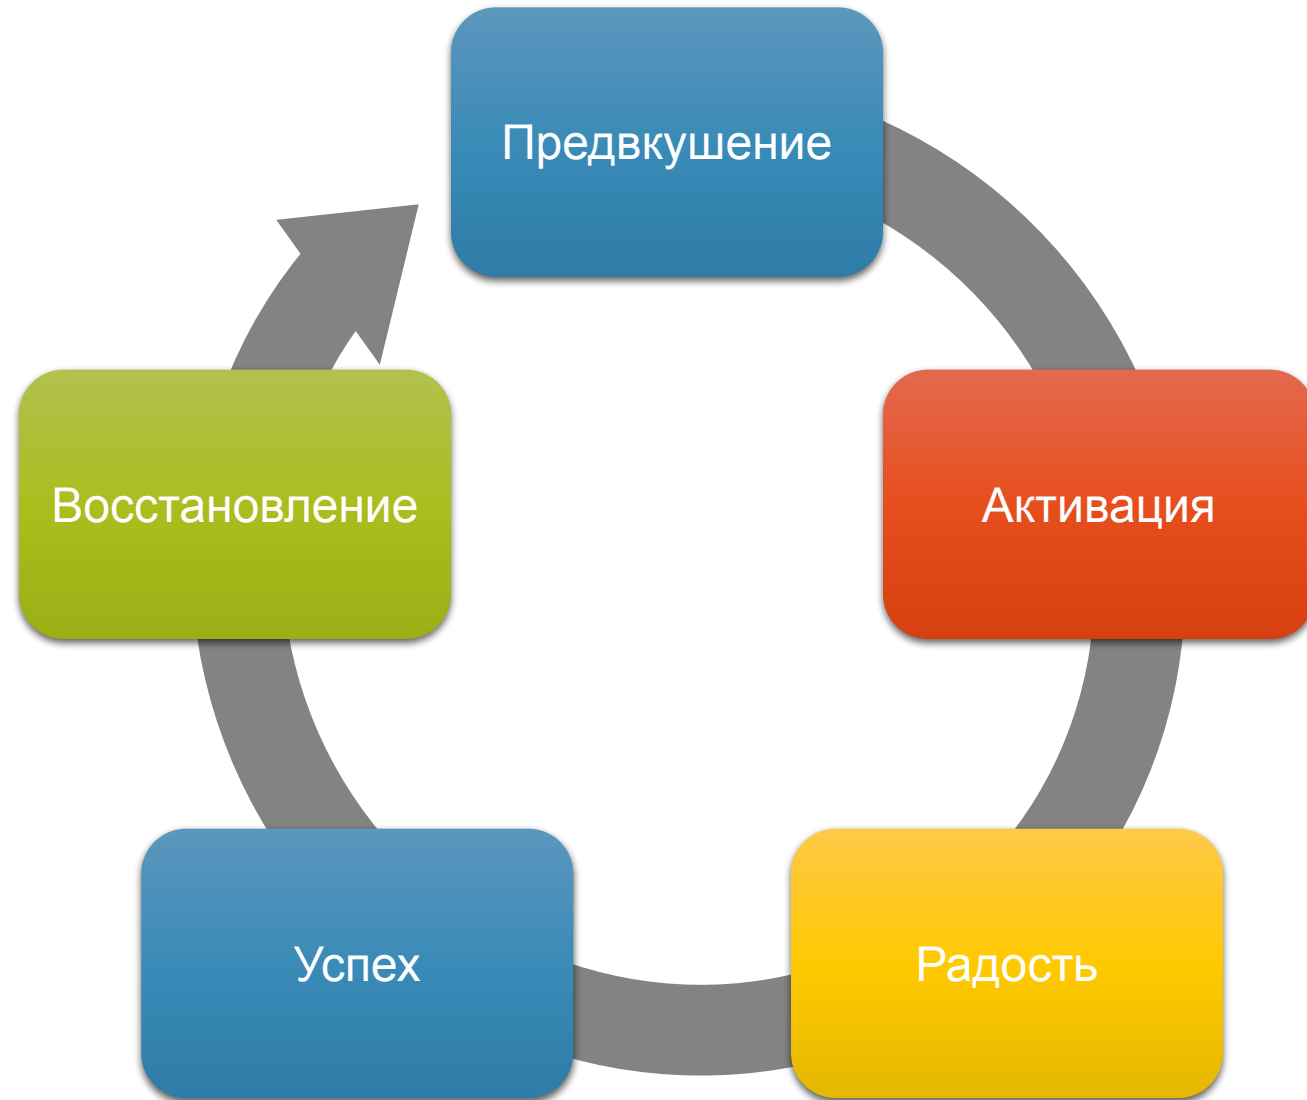 Предвкушение
Активация
Радость
Успех
Восстановление